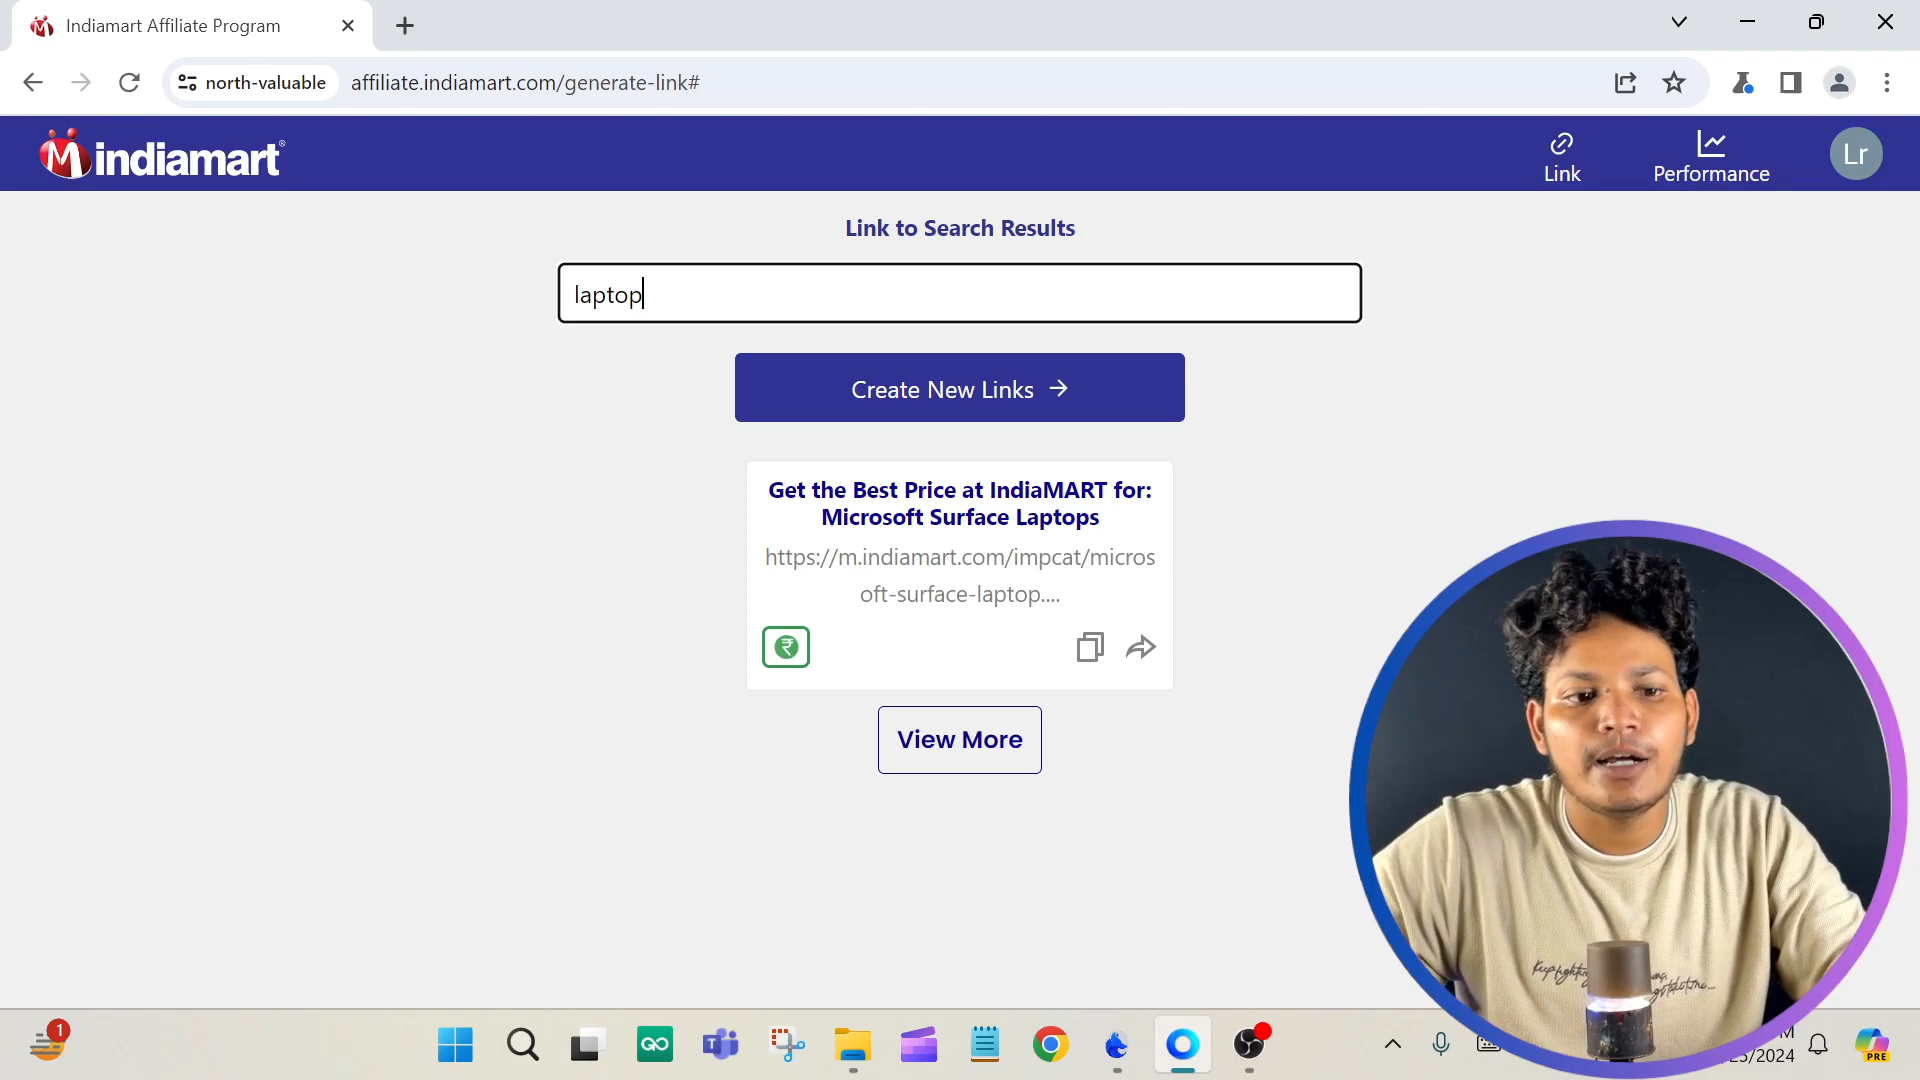 Indiamart Affiliate Program
north-valuable
affiliate.indiamart.com/generate-link#
indiamart
Link
Performance
Lr
Link to Search Results
laptop
Create New Links →
Get the Best Price at IndiaMART for:
Microsoft Surface Laptops
https://m.indiamart.com/impcat/micros
oft-surface-laptop....
₹
View More
1
M
/2024
PRE